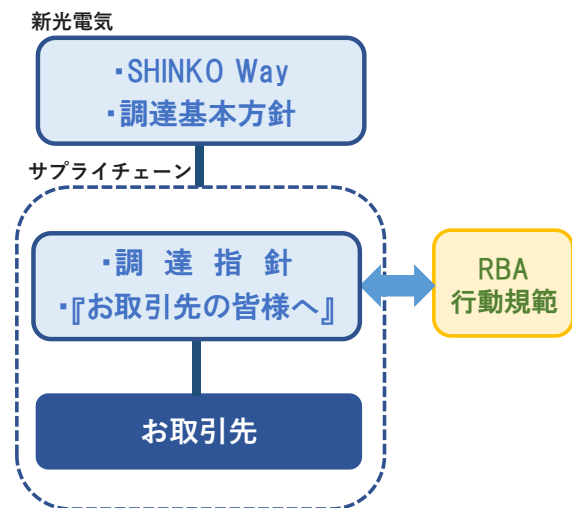 新光電気
・SHINKO Way
・調達基本方針
サプライチェーン
・調 達 指 針
・『お取引先の皆様へ』
RBA
行動規範
お取引先